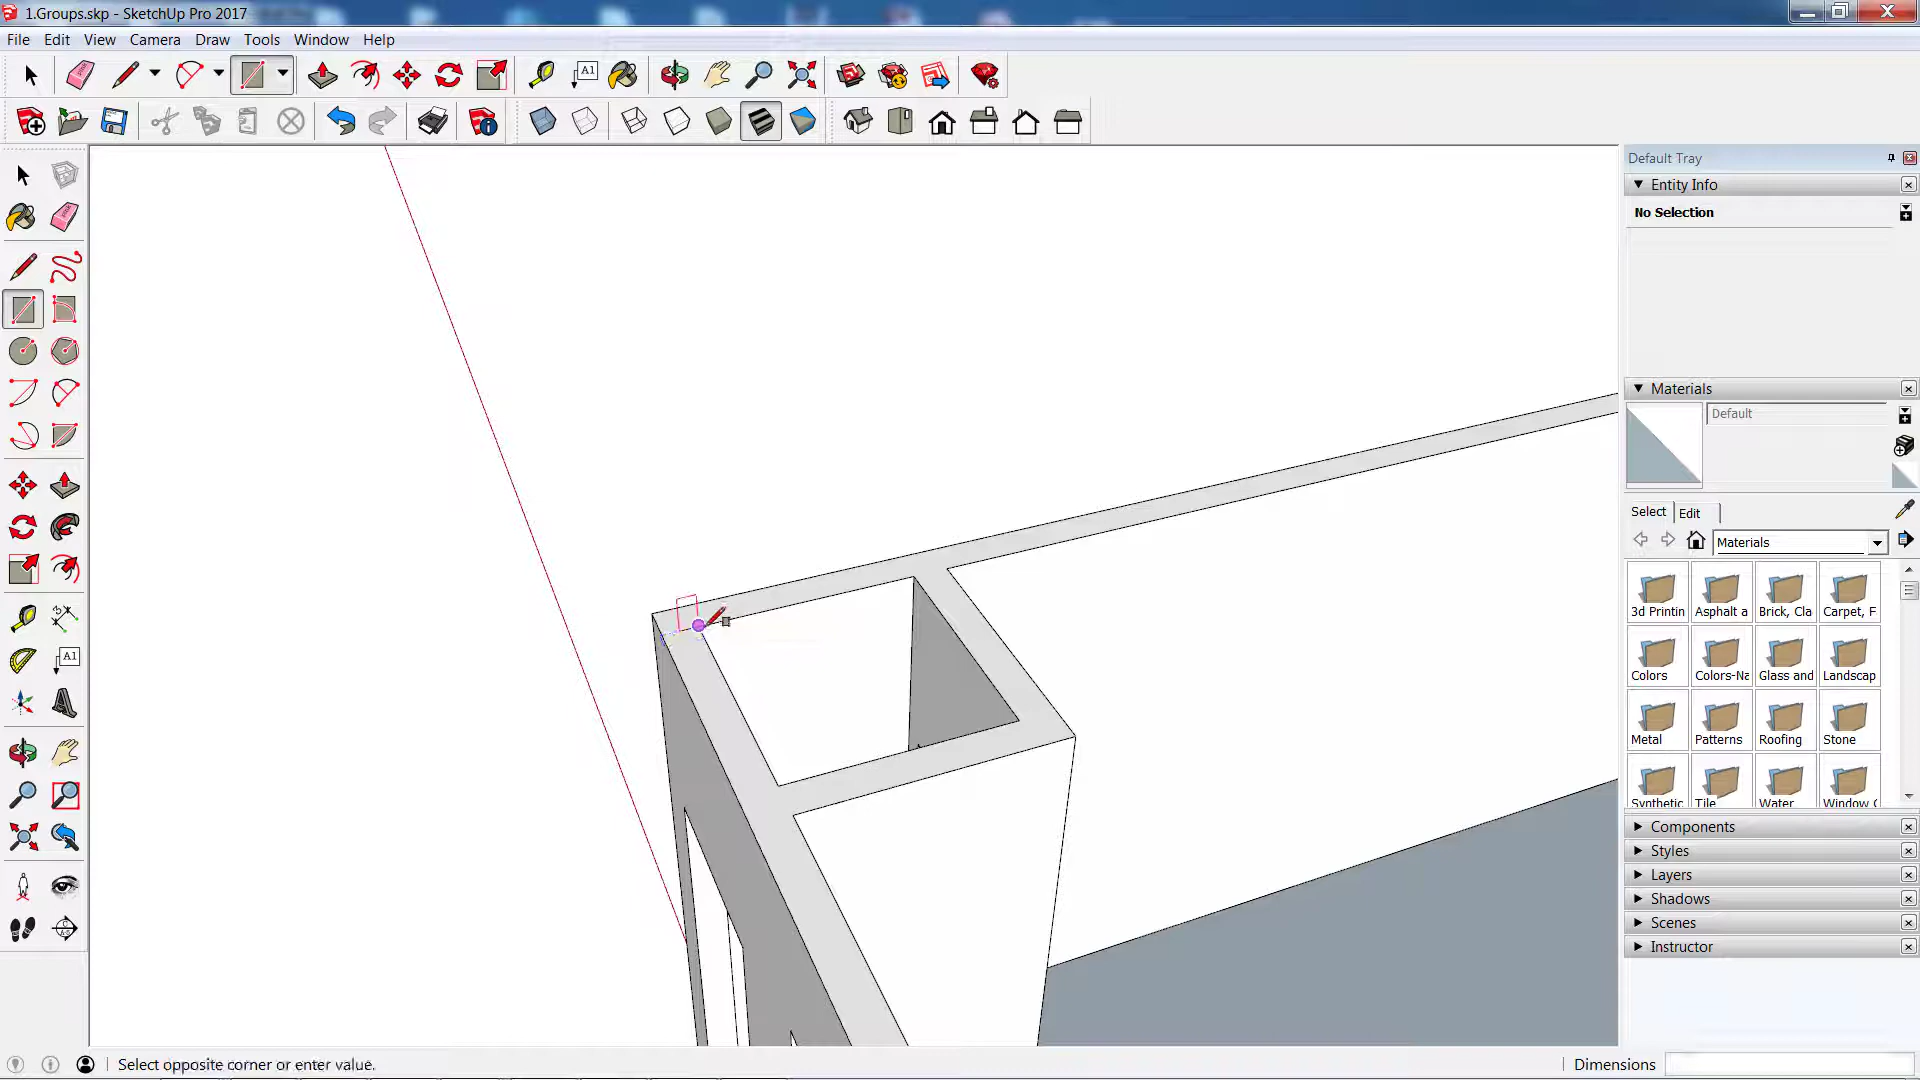 1.Groups.skp - SketchUp Pro 2017
File Edit View Camera Draw Tools Window Help
A1
Default Tray
Entity Info
No Selection
Materials
Default
Select Edit
Materials
3d Printin Asphalt a Brick, Cla Carpet, F
Colors Colors-Na Glass and Landscap
Metal Patterns Roofing Stone
Synthetic Tile Water Window C
A1
Components
Styles
Layers
Shadows
Scenes
Instructor
Select opposite corner or enter value.
Dimensions